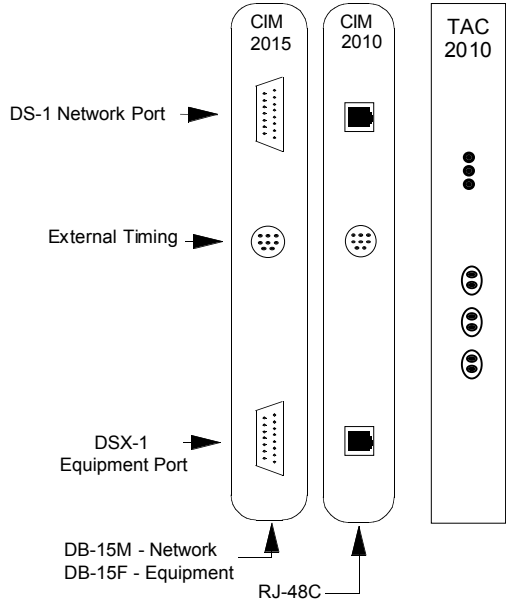 CIM
2015
CIM
2010
TAC
2010
DS-1 Network Port
External Timing
DSX-1
Equipment Port
DB-15M - Network
DB-15F - Equipment
RJ-48C